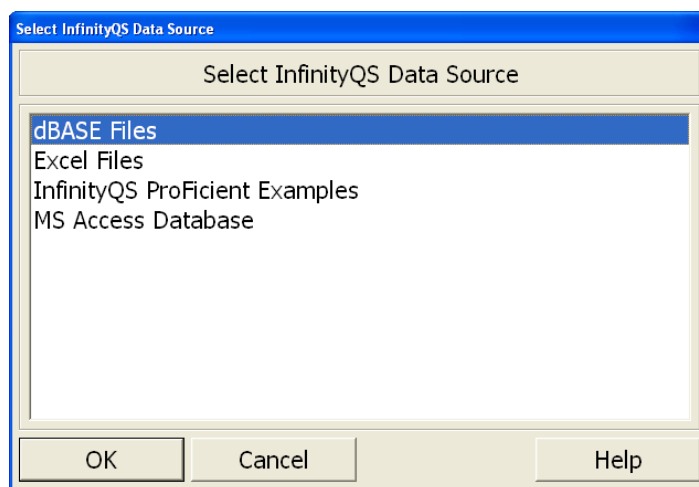 Select InfinityQS Data Source
Select InfinityQS Data Source
dBASE Files
Excel Files
InfinityQS ProFicient Examples
MS Access Database
OK Cancel Help